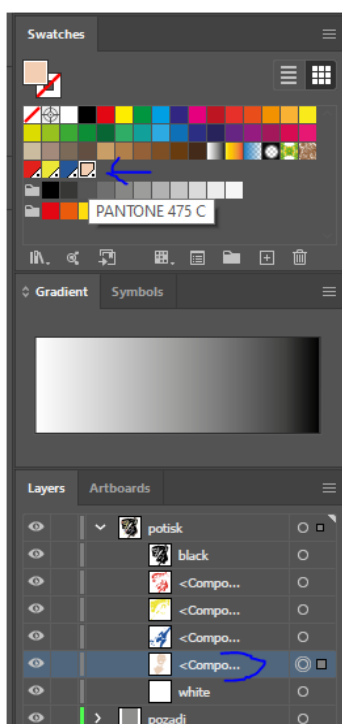 Swatches
PANTONE 475 C
Gradient
Symbols
Layers
Artboards
potisk
black
<Compo...
<Compo...
<Compo...
<Compo...
white
pozadi